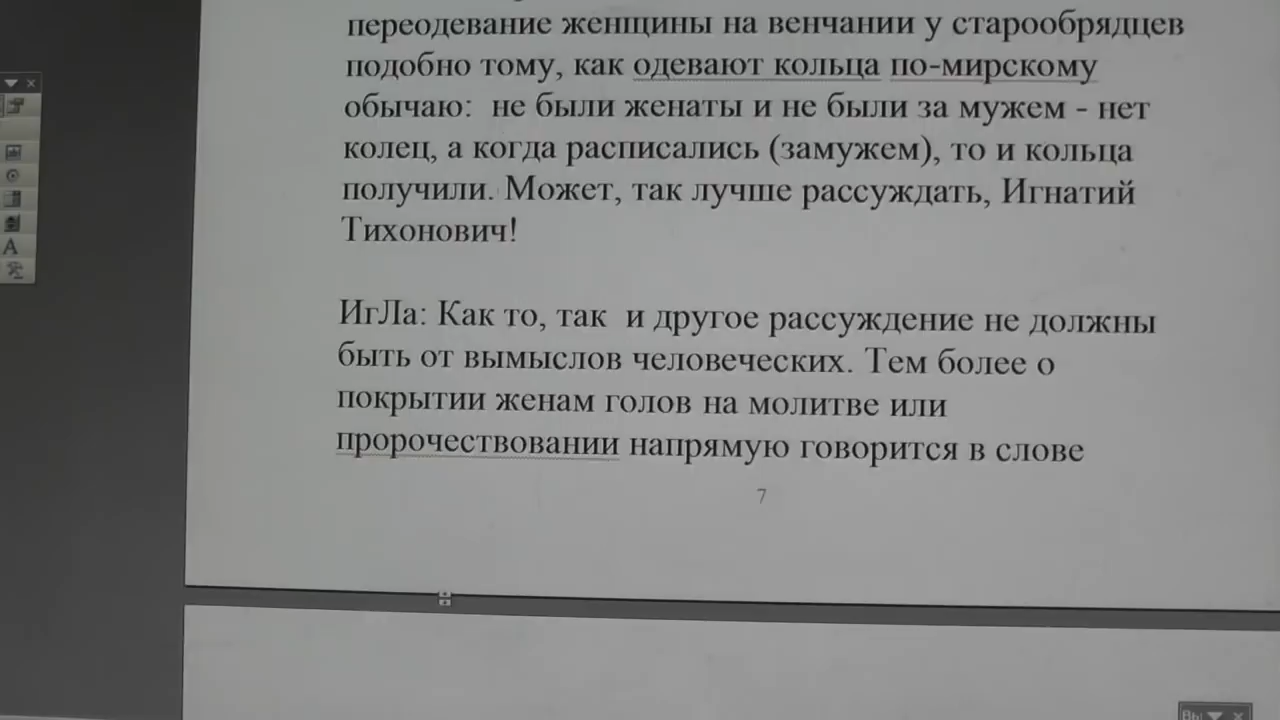 переодевание женщины на венчании у старообрядцев
подобно тому, как одевают кольца по-мирскому
обычаю: не были женаты и не были за мужем - нет
колец, а когда расписались (замужем), то и кольца
получили. Может, так лучше рассуждать, Игнатий
Тихонович!
ИгЛа: Как то, так и другое рассуждение не должны
быть от вымыслов человеческих. Тем более о
покрытии женам голов на молитве или
пророчествовании напрямую говорится в слове
7
A